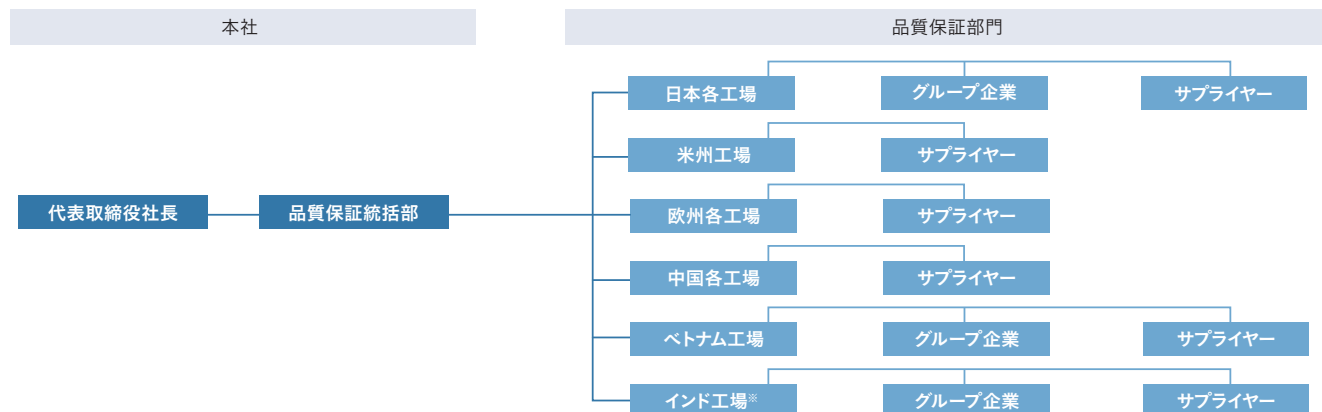 本社
品質保証部門
日本各工場 グループ企業 サプライヤー
米州工場 サプライヤー
代表取締役社長 品質保証統括部 欧州各工場 サプライヤー
中国各工場 サプライヤー
ベトナム工場 グループ企業 サプライヤー
インド工場※ グループ企業 サプライヤー